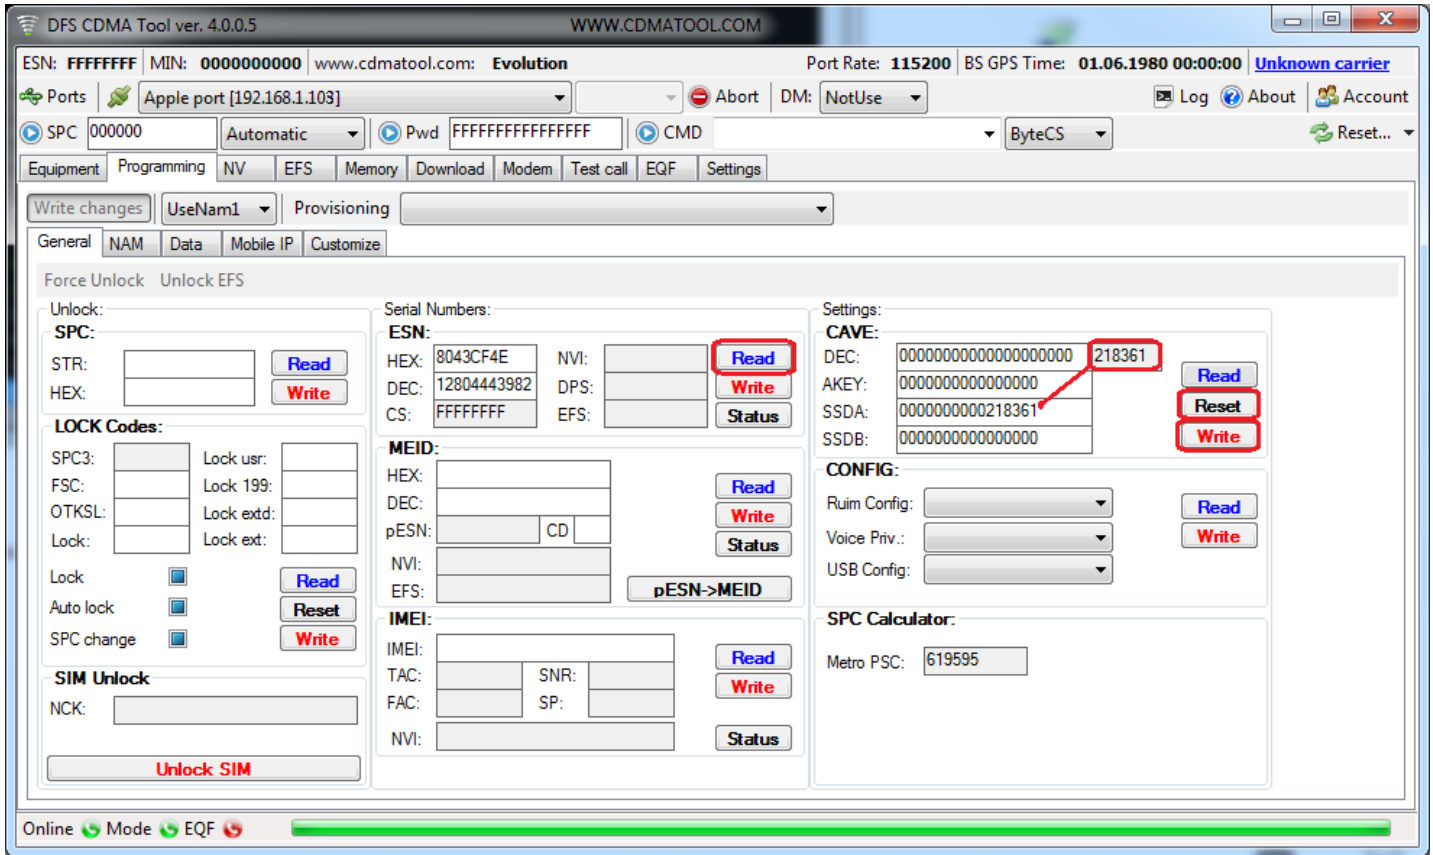 DFS CDMA Tool ver. 4.0.0.5 WWW.CDMATOOL.COM
ESN: FFFFFFFF MIN: 0000000000 www.cdmatool.com: Evolution Port Rate: 115200 BS GPS Time: 01.06.1980 00:00:00 Unknown carrier
Ports Apple port [192.168.1.103] Abort DM: NotUse Log About Account
SPC 000000 Automatic Pwd FFFFFFFFFFFFFFFF CMD ByteCS Reset...
Equipment Programming NV EFS Memory Download Modem Test call EQF Settings
Write changes UseNam1 Provisioning
General NAM Data Mobile IP Customize
Force Unlock Unlock EFS
Unlock:
SPC:
STR: Read
HEX: Write
LOCK Codes:
SPC3: Lock usr:
FSC: Lock 199:
OTKSL: Lock extd:
Lock: Lock ext:
Lock Read
Auto lock Reset
SPC change Write
SIM Unlock
NCK:
Unlock SIM
Serial Numbers:
ESN:
HEX: 8043CF4E NVI: Read
DEC: 12804443982 DPS: Write
CS: FFFFFFFF EFS: Status
MEID:
HEX: Read
DEC: Write
pESN: CD Status
NVI:
EFS: pESN->MEID
IMEI:
IMEI: Read
TAC: SNR: Write
FAC: SP:
NVI: Status
Settings:
CAVE:
DEC: 00000000000000000000 218361
AKEY: 0000000000000000 Read
SSDA: 0000000000218361 Reset
SSDB: 0000000000000000 Write
CONFIG:
Ruim Config: Read
Voice Priv.: Write
USB Config:
SPC Calculator:
Metro PSC: 619595
Online Mode EQF